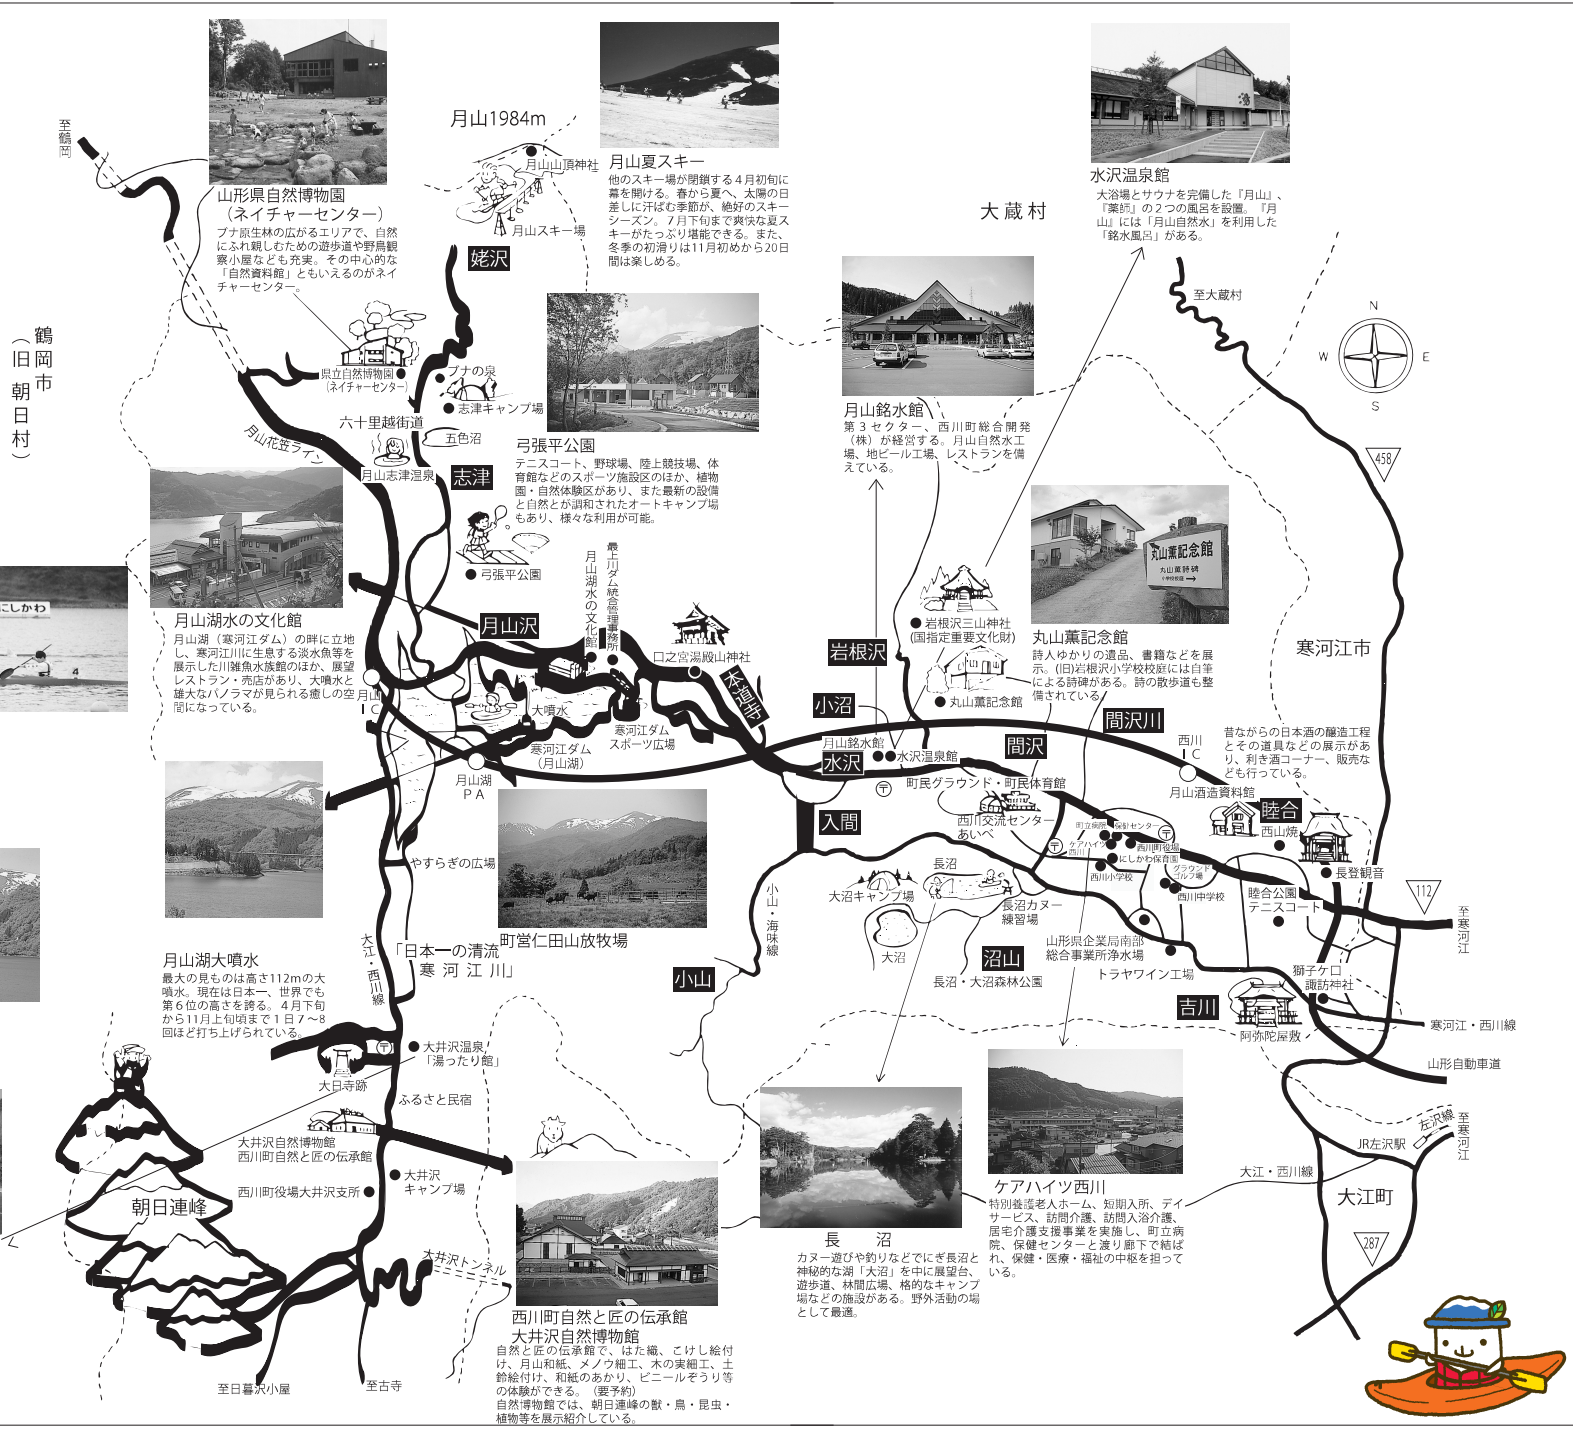 至鶴岡
山形県自然博物園
（ネイチャーセンター）
ブナ原生林の広がるエリアで、自然
にふれ親しむための遊歩道や野鳥観
察小屋なども充実。その中心的な
「自然資料館」ともいえるのがネイ
チャーセンター。
月山1984m
月山山頂神社
月山スキー場
姥沢
月山夏スキー
他のスキー場が閉鎖する４月初旬に
幕を開ける。春から夏へ、太陽の日
差しに汗ばむ季節が、絶好のスキー
シーズン。７月下旬まで爽快な夏ス
キーがたっぷり堪能できる。また、
冬季の初滑りは11月初めから20日
間は楽しめる。
水沢温泉館
大浴場とサウナを完備した『月山』、
『薬師』の２つの風呂を設置。『月
山』には「月山自然水」を利用した
「銘水風呂」がある。
大蔵村
至大蔵村
N
W
E
S
鶴岡市
（旧 朝日村）
県立自然博物園
（ネイチャーセンター）
ブナの泉
志津キャンプ場
六十里越街道
五色沼
月山花笠ライン
月山志津温泉
志津
弓張平公園
テニスコート、野球場、陸上競技場、体
育館などのスポーツ施設区のほか、植物
園・自然体験区があり、また最新の設備
と自然とが調和されたオートキャンプ場
もあり、様々な利用が可能。
弓張平公園
月山銘水館
第３セクター、西川町総合開発
（株）が経営する。月山自然水工
場、地ビール工場、レストランを備
えている。
458
丸山薫記念館
丸山薫詩碑
小学校校庭
丸山薫記念館
詩人ゆかりの遺品、書籍などを展
示。(旧)岩根沢小学校校庭には自筆
による詩碑がある。詩の散歩道も整
備されている。
寒河江市
にしかわ
4
月山湖水の文化館
月山湖（寒河江ダム）の畔に立地
し、寒河江川に生息する淡水魚等を
展示した川雑魚水族館のほか、展望
レストラン・売店があり、大噴水と
雄大なパノラマが見られる癒しの空
間になっている。
月山
ＩＣ
月山沢
月山湖水の文化館
最上川ダム統合管理事務所
口之宮湯殿山神社
本道寺
大噴水
寒河江ダム
（月山湖）
寒河江ダム
スポーツ広場
月山湖
ＰＡ
岩根沢三山神社
(国指定重要文化財)
岩根沢
丸山薫記念館
小沼
間沢川
間沢
月山銘水館
水沢
水沢温泉館
〒
町民グラウンド・町民体育館
西川
ＩＣ
昔ながらの日本酒の醸造工程
とその道具などの展示があ
り、利き酒コーナー、販売な
ども行っている。
月山酒造資料館
睦合
西山焼
長登観音
入間
西川交流センター
あいべ
町立病院
保健センター
〒
〒
ケアハイツ
西川
西川町役場
にしかわ保育園
西川小学校
グラウンド
ゴルフ場
西川中学校
睦合公園
テニスコート
112
至寒河江
やすらぎの広場
町営仁田山放牧場
小山・海味線
大沼キャンプ場
長沼
長沼カヌー
練習場
大沼
沼山
長沼・大沼森林公園
山形県企業局南部
総合事業所浄水場
トラヤワイン工場
獅子ケ口
諏訪神社
吉川
阿弥陀屋敷
寒河江・西川線
山形自動車道
月山湖大噴水
最大の見ものは高さ112mの大
噴水。現在は日本一、世界でも
第６位の高さを誇る。４月下旬
から11月上旬頃まで１日７～8
回ほど打ち上げられている。
大江・西川線
「日本一の清流
寒河江川」
小山
〒
大井沢温泉
「湯ったり館」
大日寺跡
ふるさと民宿
大井沢自然博物館
西川町自然と匠の伝承館
大井沢
キャンプ場
西川町役場大井沢支所
朝日連峰
大井沢トンネル
至日暮沢小屋
至古寺
西川町自然と匠の伝承館
大井沢自然博物館
自然と匠の伝承館で、はた織、こけし絵付
け、月山和紙、メノウ細工、木の実細工、土
鈴絵付け、和紙のあかり、ビニールぞうり等
の体験ができる。（要予約）
自然博物館では、朝日連峰の獣・鳥・昆虫・
植物等を展示紹介している。
長　沼
カヌー遊びや釣りなどでにぎ長沼と
神秘的な湖「大沼」を中に展望台、
遊歩道、林間広場、格的なキャンプ
場などの施設がある。野外活動の場
として最適。
ケアハイツ西川
特別養護老人ホーム、短期入所、デイ
サービス、訪問介護、訪問入浴介護、
居宅介護支援事業を実施し、町立病
院、保健センターと渡り廊下で結ば
れ、保健・医療・福祉の中枢を担って
いる。
左沢線
至寒河江
JR左沢駅
大江・西川線
大江町
287